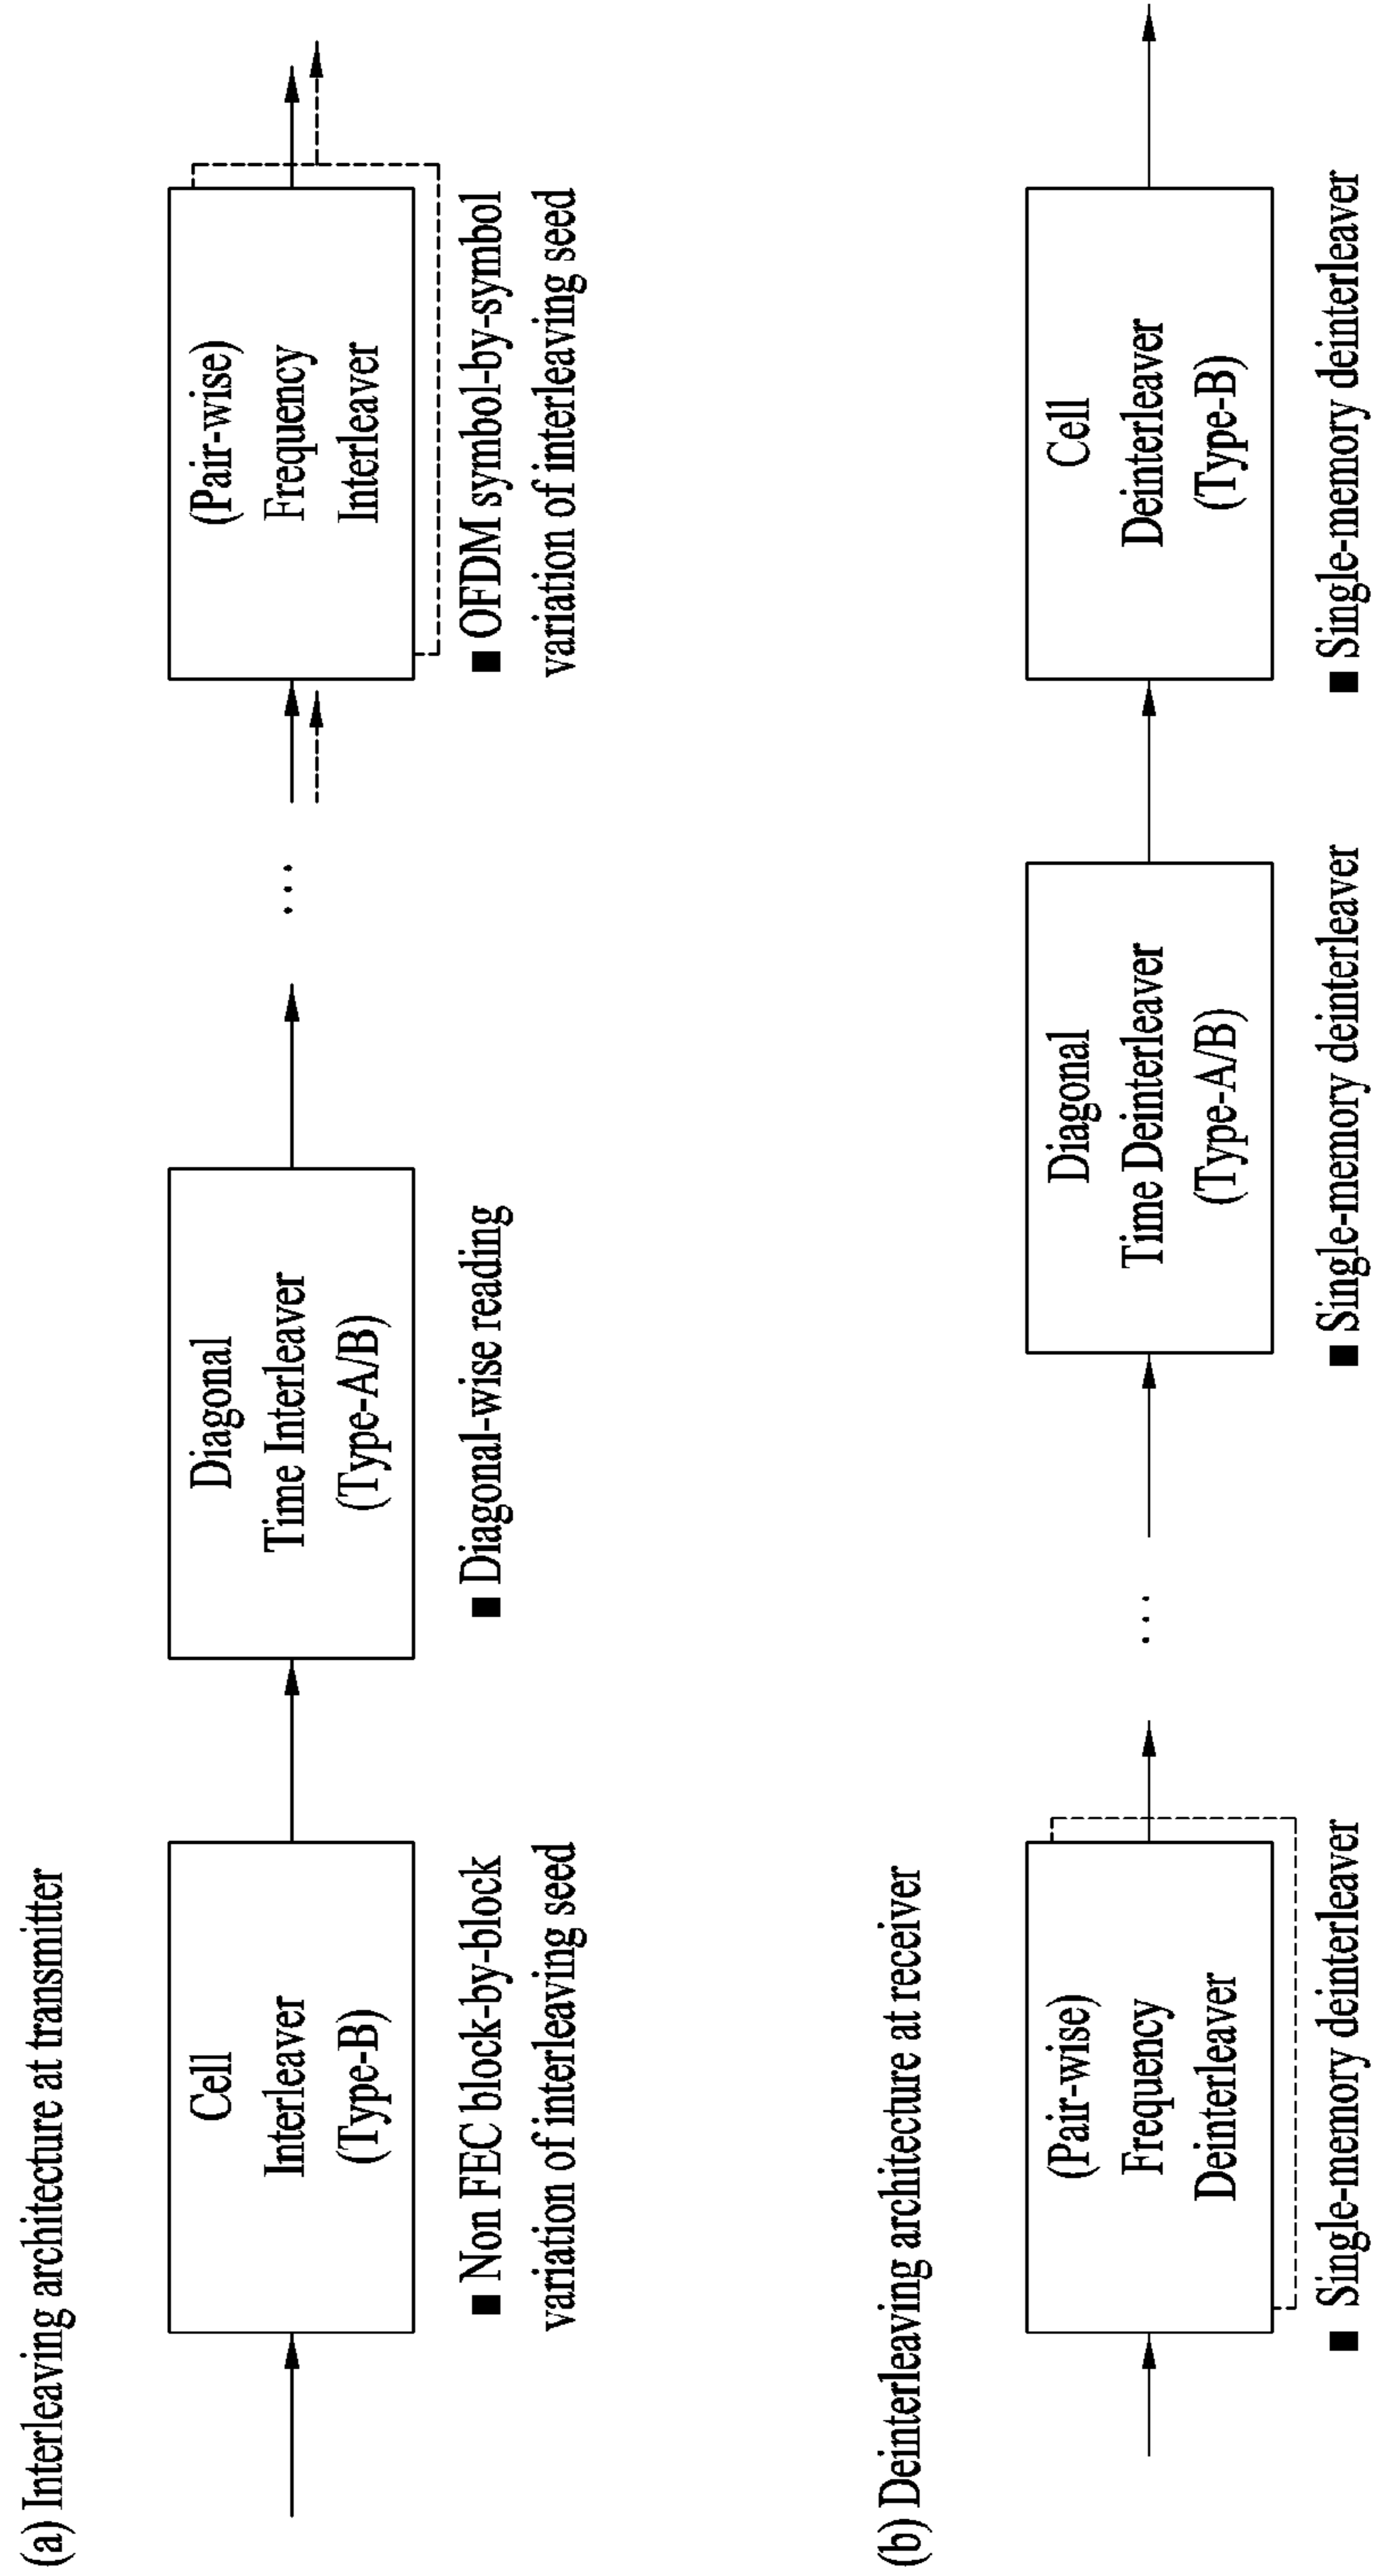 (a) Interleaving architecture at transmitter
Cell
Interleaver
(Type-B)
■ Non FEC block-by-block
variation of interleaving seed
Diagonal
Time Interleaver
(Type-A/B)
■ Diagonal-wise reading
...
(Pair-wise)
Frequency
Interleaver
■ OFDM symbol-by-symbol
variation of interleaving seed
(b) Deinterleaving architecture at receiver
(Pair-wise)
Frequency
Deinterleaver
■ Single-memory deinterleaver
...
Diagonal
Time Deinterleaver
(Type-A/B)
■ Single-memory deinterleaver
Cell
Deinterleaver
(Type-B)
■ Single-memory deinterleaver